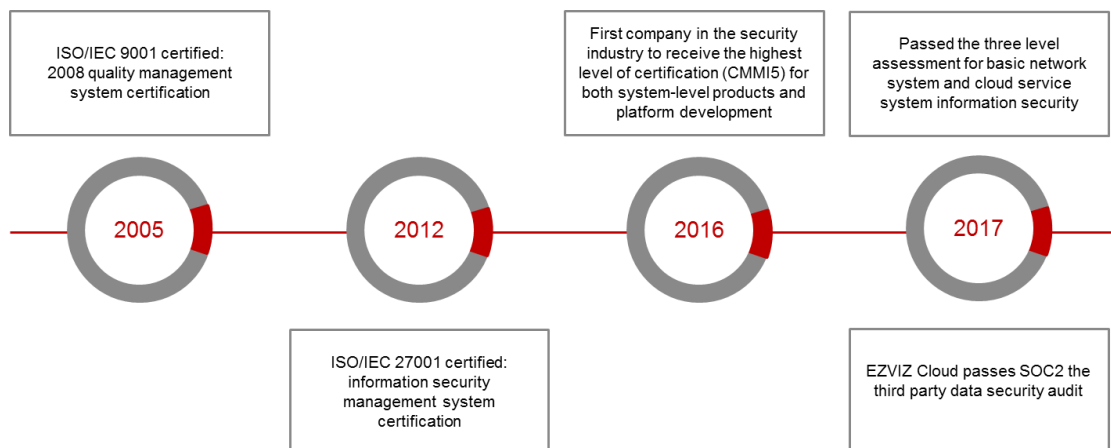 ISO/IEC 9001 certified:
2008 quality management
system certification
First company in the security
industry to receive the highest
level of certification (CMMI5) for
both system-level products and
platform development
Passed the three level
assessment for basic network
system and cloud service
system information security
2005
2012
2016
2017
ISO/IEC 27001 certified:
information security
management system
certification
EZVIZ Cloud passes SOC2 the
third party data security audit